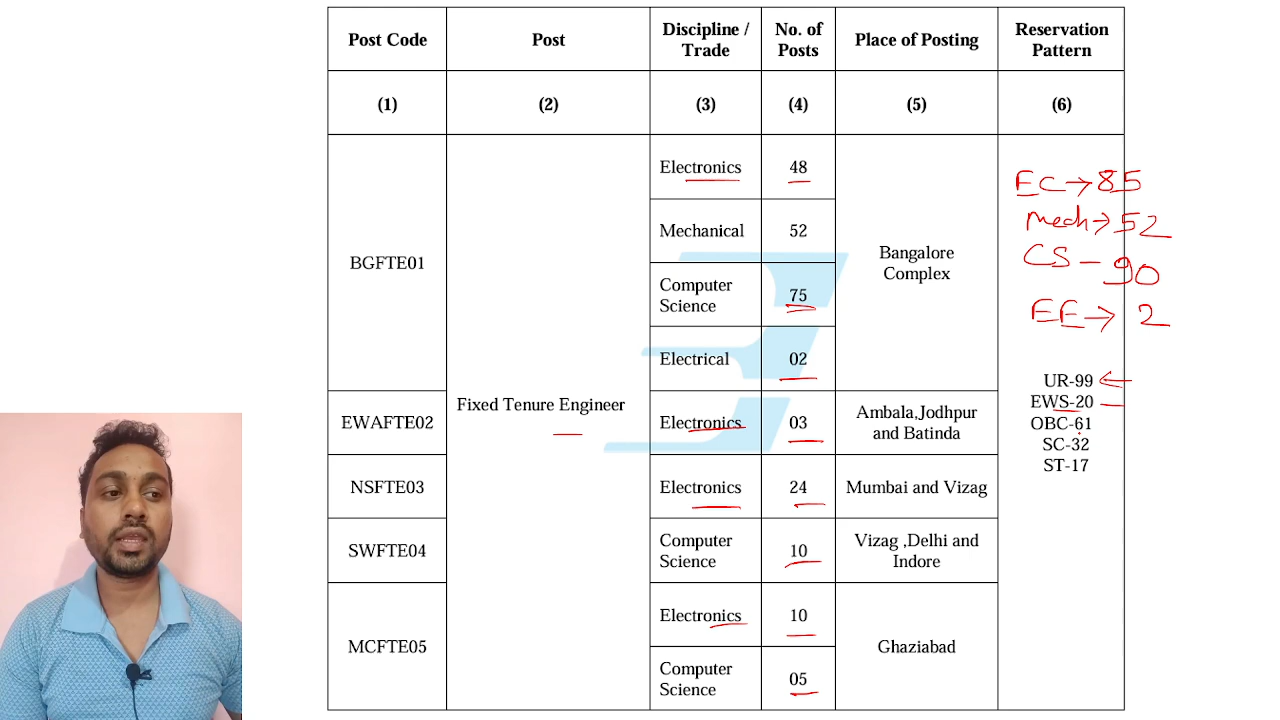 Post Code
Post
Discipline /
Trade
No. of
Posts
Place of Posting
Reservation
Pattern
(1)
(2)
(3)
(4)
(5)
(6)
BGFTE01
Fixed Tenure Engineer
Electronics
48
Mechanical
52
Computer
Science
75
Electrical
02
Bangalore
Complex
EC → 85
Mech → 52
CS - 90
EE → 2
UR-99
EWS-20
OBC-61
SC-32
ST-17
EWAFTE02
Electronics
03
Ambala,Jodhpur
and Batinda
NSFTE03
Electronics
24
Mumbai and Vizag
SWFTE04
Computer
Science
10
Vizag ,Delhi and
Indore
MCFTE05
Electronics
10
Computer
Science
05
Ghaziabad